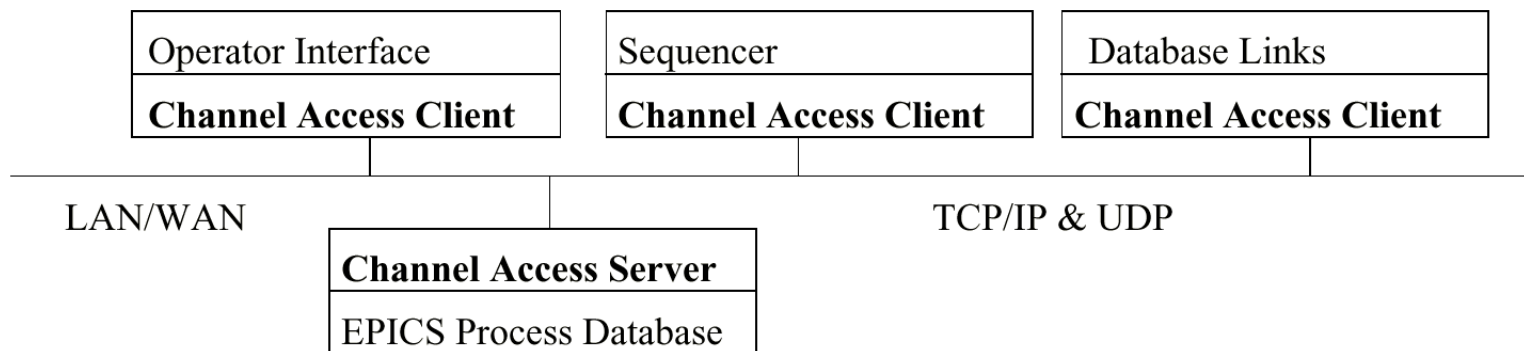 Operator Interface
Channel Access Client
Sequencer
Channel Access Client
Database Links
Channel Access Client
LAN/WAN
TCP/IP & UDP
Channel Access Server
EPICS Process Database